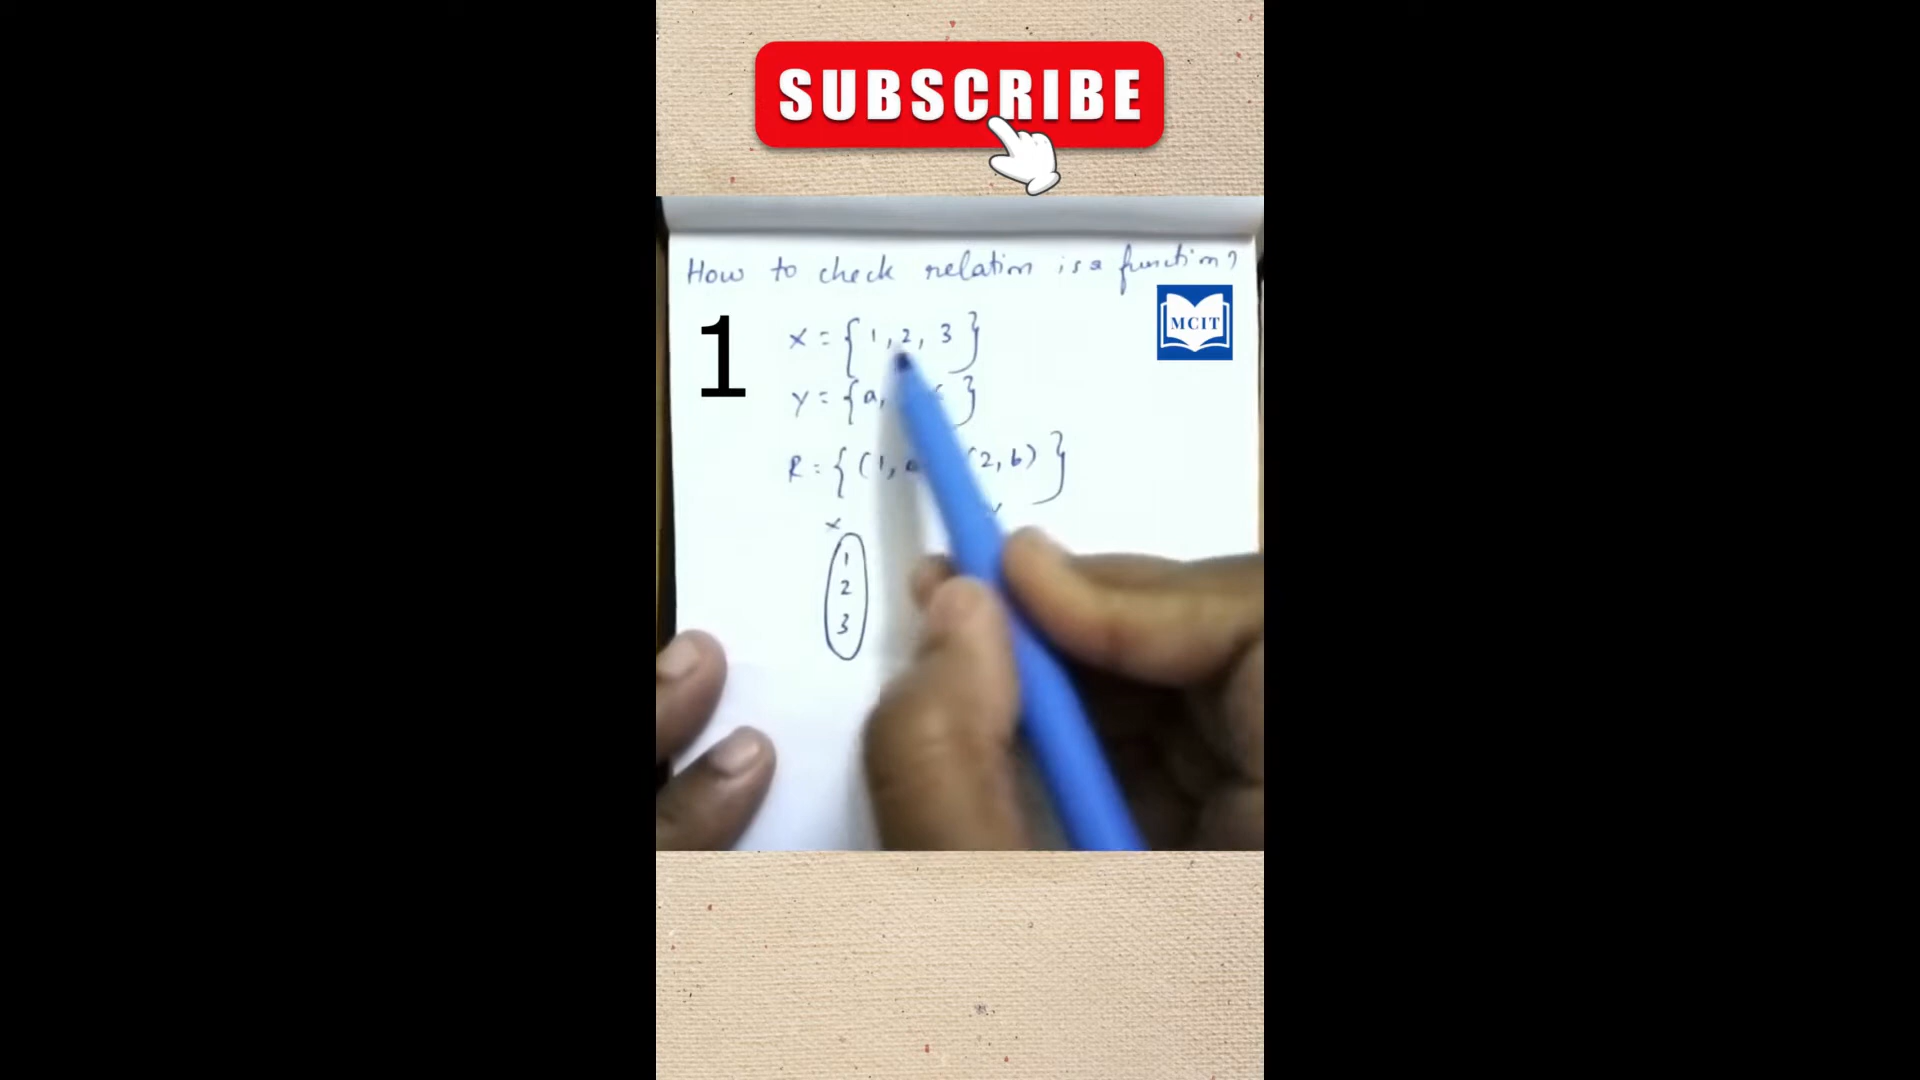 SUBSCRIBE
How to check relation is a function?
MCIT
1
X = { 1, 2, 3 }
Y = { a, c }
R = { (1, a (2, b) }
X Y
1
2
3